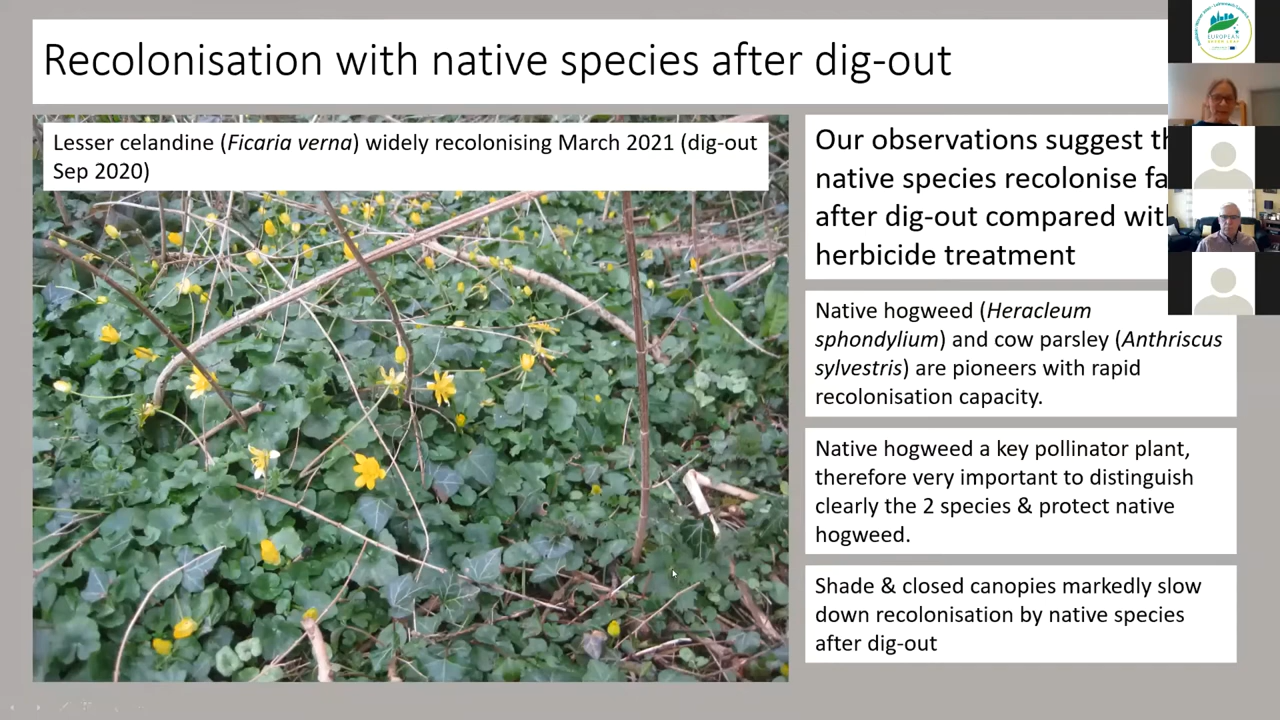 Recolonisation with native species after dig-out
Lesser celandine (Ficaria verna) widely recolonising March 2021 (dig-out
Sep 2020)
Our observations suggest
native species recolonise
after dig-out compared
herbicide treatment
Native hogweed (Heracleum
sphondylium) and cow parsley (Anthriscus
sylvestris) are pioneers with rapid
recolonisation capacity.
Native hogweed a key pollinator plant,
therefore very important to distinguish
clearly the 2 species & protect native
hogweed.
Shade & closed canopies markedly slow
down recolonisation by native species
after dig-out
EUROPEAN